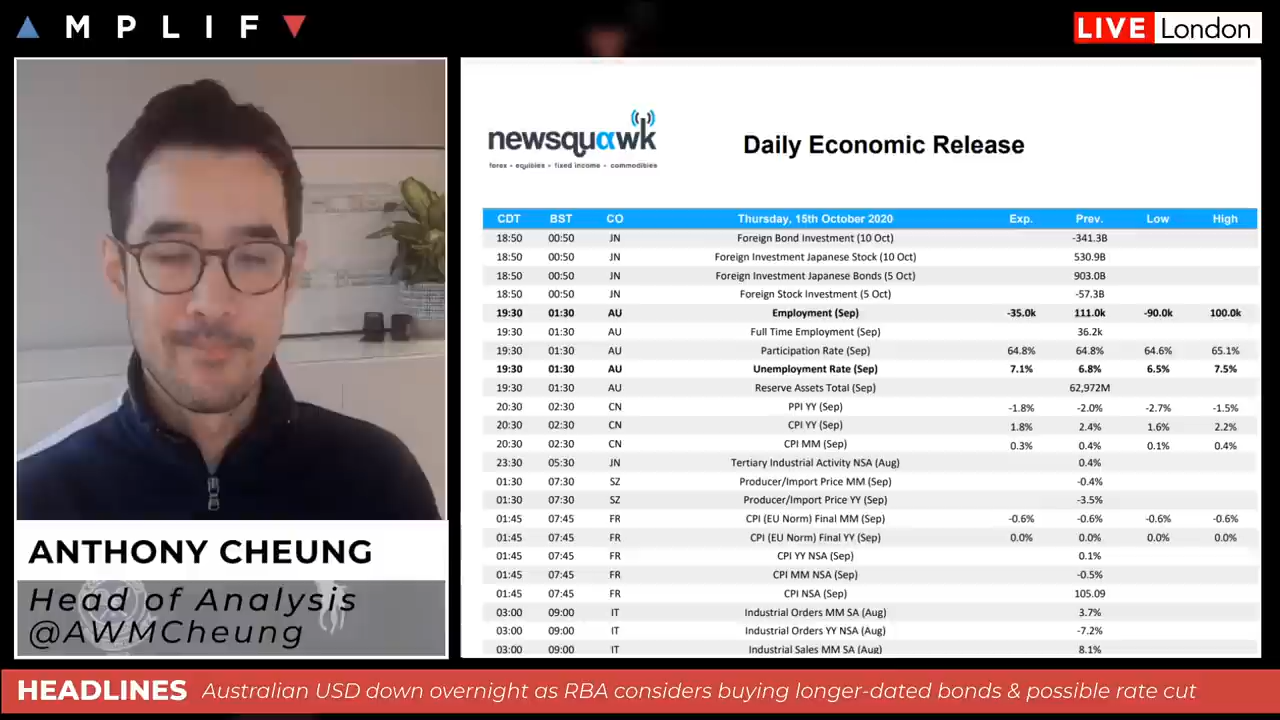 AMPLIFY
LIVE London
newsquawk
forex • equities • fixed income • commodities
Daily Economic Release
CDT BST CO Thursday, 15th October 2020 Exp. Prev. Low High
18:50 00:50 JN Foreign Bond Investment (10 Oct) -341.3B
18:50 00:50 JN Foreign Investment Japanese Stock (10 Oct) 530.9B
18:50 00:50 JN Foreign Investment Japanese Bonds (5 Oct) 903.0B
18:50 00:50 JN Foreign Stock Investment (5 Oct) -57.3B
19:30 01:30 AU Employment (Sep) -35.0k 111.0k -90.0k 100.0k
19:30 01:30 AU Full Time Employment (Sep) 36.2k
19:30 01:30 AU Participation Rate (Sep) 64.8% 64.8% 64.6% 65.1%
19:30 01:30 AU Unemployment Rate (Sep) 7.1% 6.8% 6.5% 7.5%
19:30 01:30 AU Reserve Assets Total (Sep) 62,972M
20:30 02:30 CN PPI YY (Sep) -1.8% -2.0% -2.7% -1.5%
20:30 02:30 CN CPI YY (Sep) 1.8% 2.4% 1.6% 2.2%
20:30 02:30 CN CPI MM (Sep) 0.3% 0.4% 0.1% 0.4%
23:30 05:30 JN Tertiary Industrial Activity NSA (Aug) 0.4%
01:30 07:30 SZ Producer/Import Price MM (Sep) -0.4%
01:30 07:30 SZ Producer/Import Price YY (Sep) -3.5%
01:45 07:45 FR CPI (EU Norm) Final MM (Sep) -0.6% -0.6% -0.6% -0.6%
01:45 07:45 FR CPI (EU Norm) Final YY (Sep) 0.0% 0.0% 0.0% 0.0%
01:45 07:45 FR CPI YY NSA (Sep) 0.1%
01:45 07:45 FR CPI MM NSA (Sep) -0.5%
01:45 07:45 FR CPI NSA (Sep) 105.09
03:00 09:00 IT Industrial Orders MM SA (Aug) 3.7%
03:00 09:00 IT Industrial Orders YY NSA (Aug) -7.2%
03:00 09:00 IT Industrial Sales MM SA (Aug) 8.1%
ANTHONY CHEUNG
Head of Analysis
@AWMCheung
HEADLINES Australian USD down overnight as RBA considers buying longer-dated bonds & possible rate cut